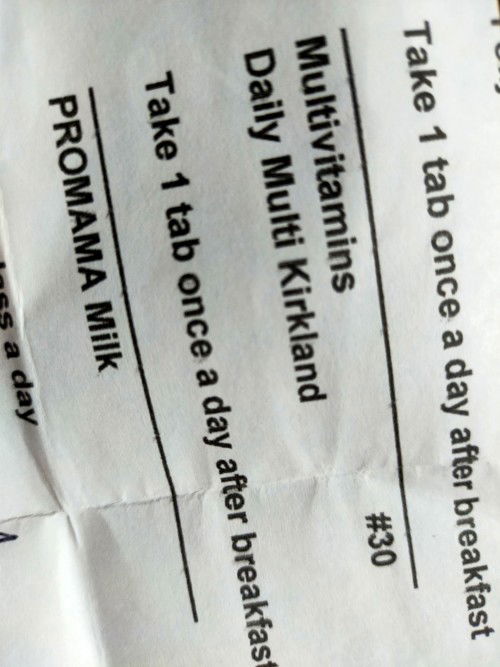 Take 1 tab once a day after breakfast
Multivitamins #30
Daily Multi Kirkland
Take 1 tab once a day after breakfast
PROMAMA Milk
a day